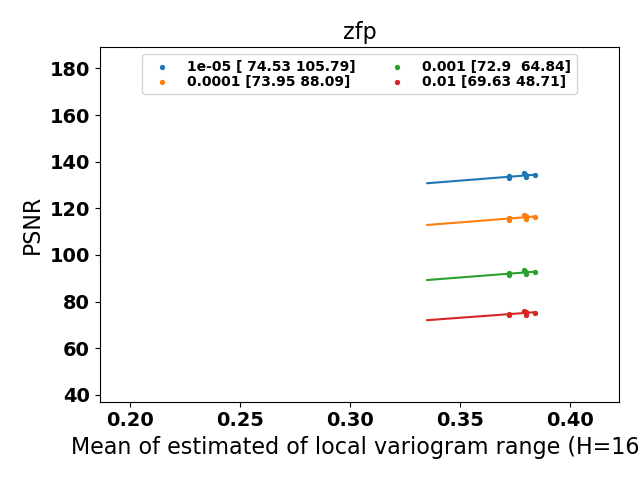 zfp
1e-05 [ 74.53 105.79]
0.0001 [73.95 88.09]
0.001 [72.9  64.84]
0.01 [69.63 48.71]
PSNR
180
160
140
120
100
80
60
40
0.20 0.25 0.30 0.35 0.40
Mean of estimated of local variogram range (H=16